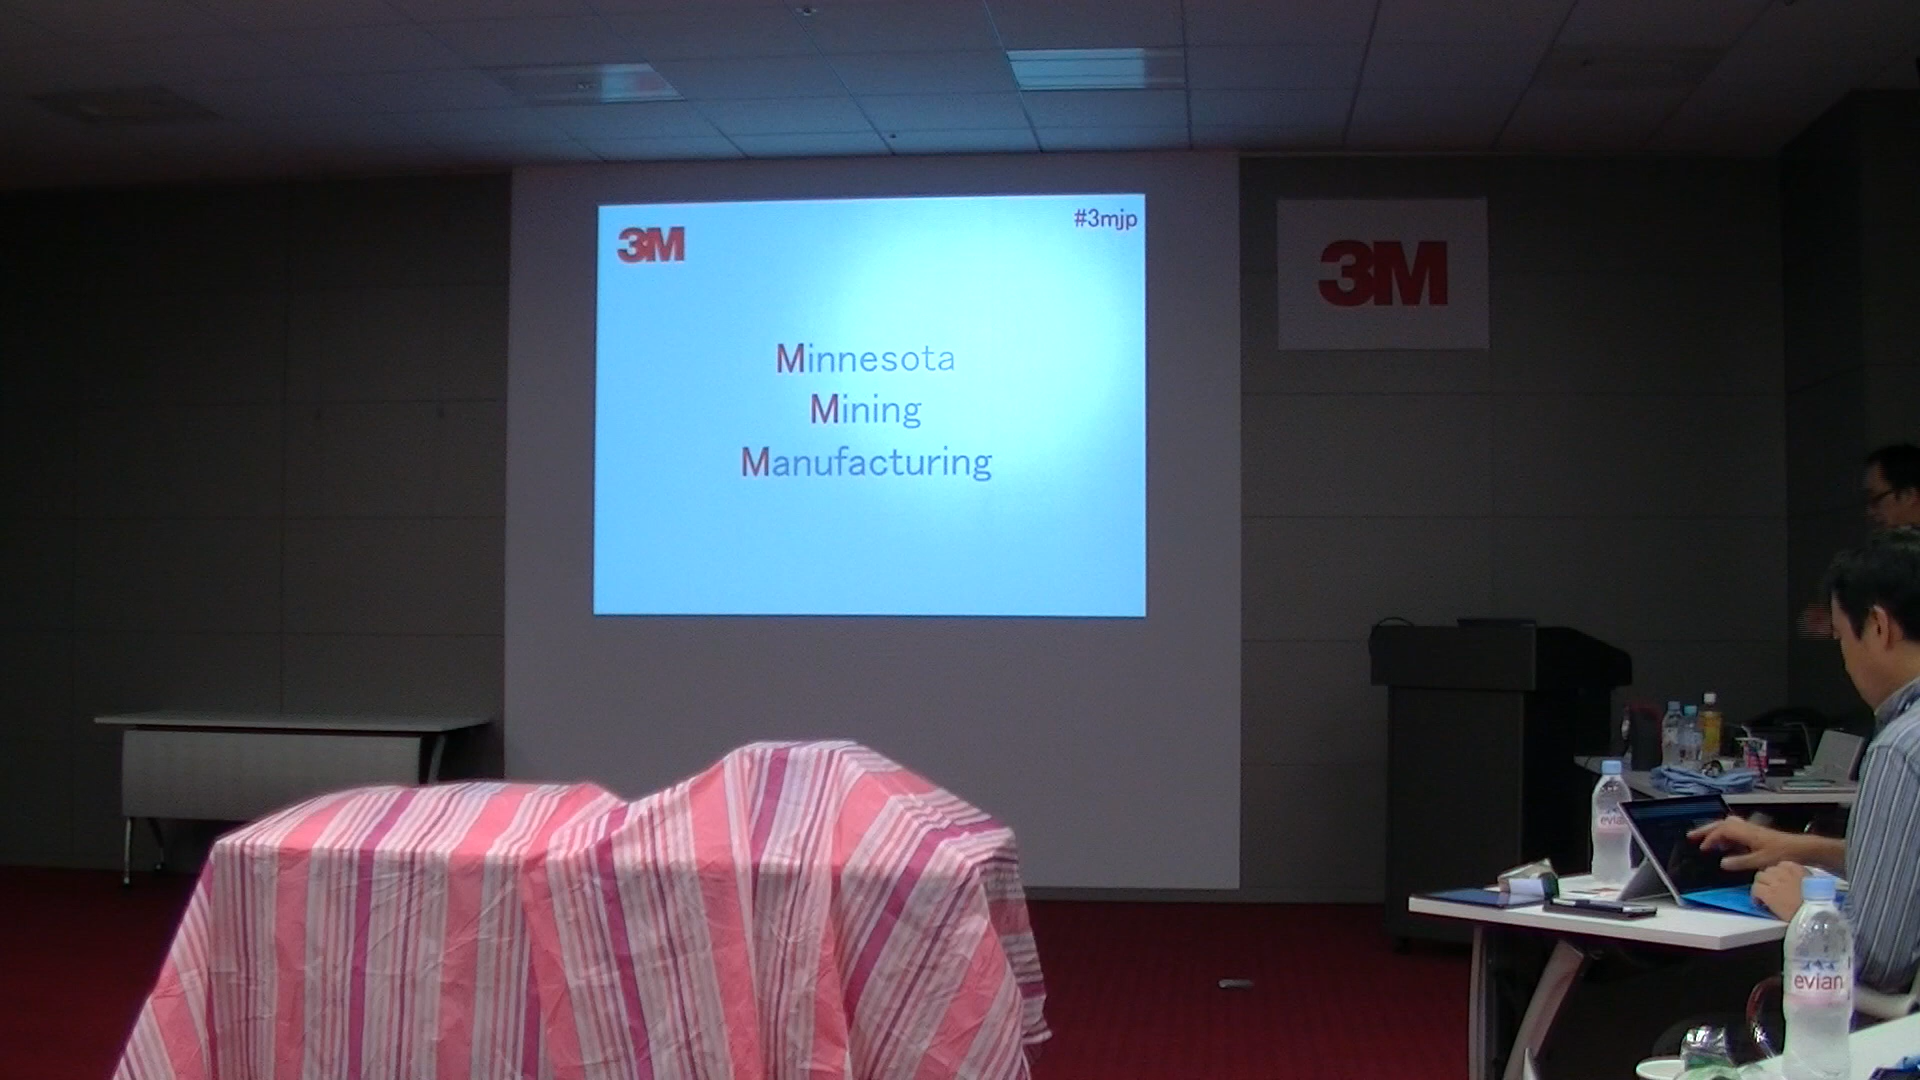 3M
#3mjp
Minnesota
Mining
Manufacturing
3M
evian
evian